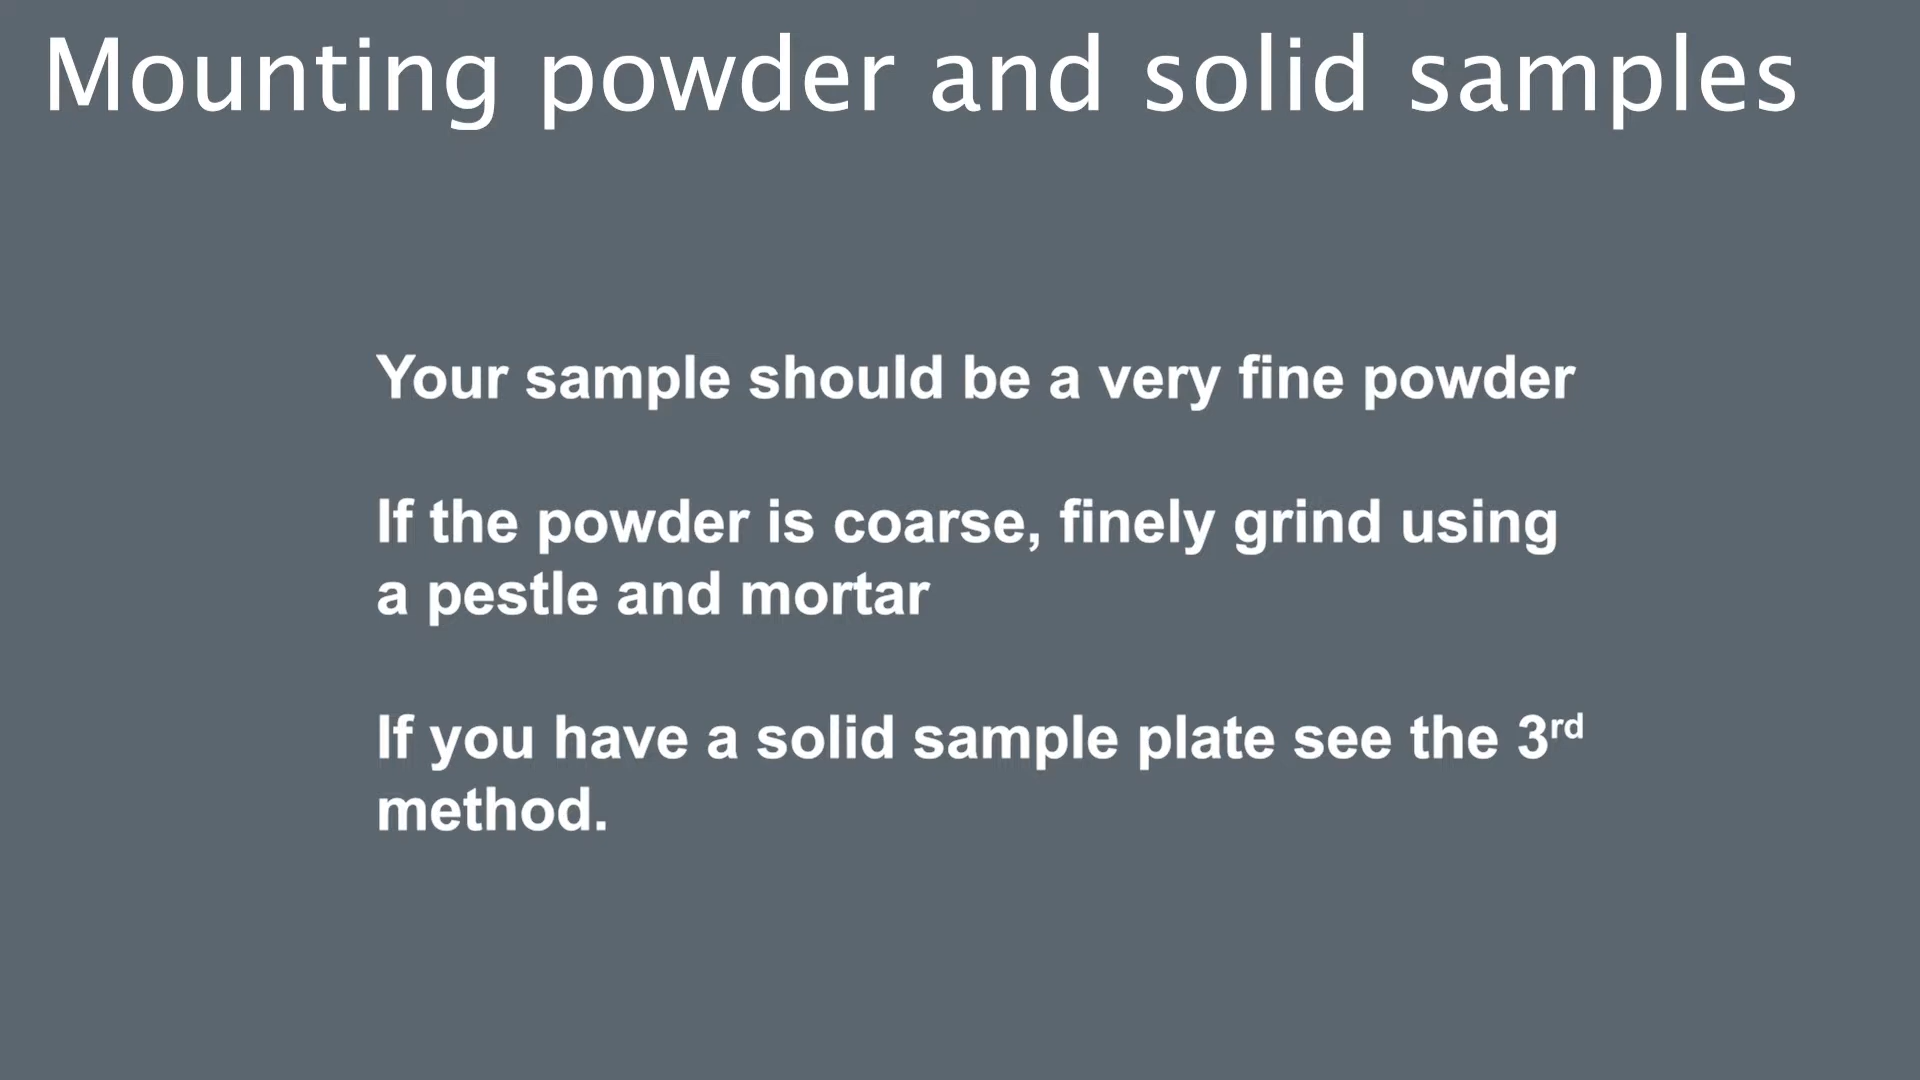 Mounting powder and solid samples
Your sample should be a very fine powder
If the powder is coarse, finely grind using
a pestle and mortar
If you have a solid sample plate see the 3rd
method.